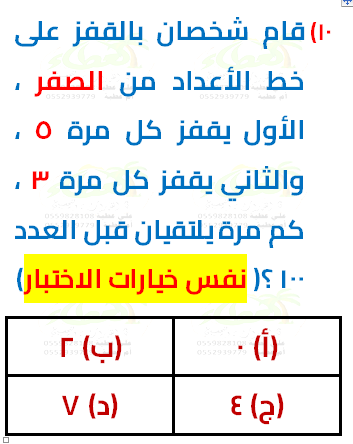 ١٠) قام شخصان بالقفز على
خط الأعداد من الصفر ،
الأول يقفز كل مرة ٥ ،
والثاني يقفز كل مرة ٣ ،
كم مرة يلتقيان قبل العدد
١٠٠ ؟( نفس خيارات الاختبار)
(أ) ٠
(ب) ٢
(ج) ٤
(د) ٧